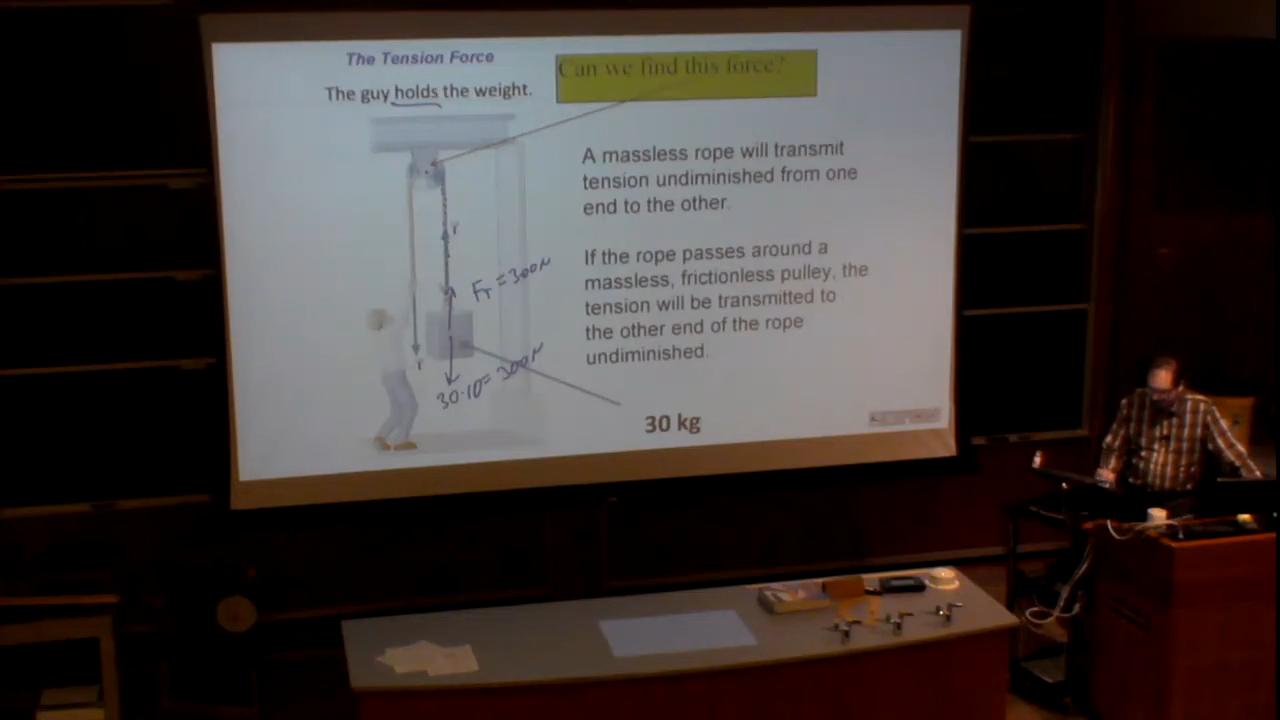 The Tension Force
The guy holds the weight.
Can we find this force?
A massless rope will transmit
tension undiminished from one
end to the other.
If the rope passes around a
massless, frictionless pulley, the
tension will be transmitted to
the other end of the rope
undiminished.
T
F_T = 300N
T
30·10 = 300N
30 kg